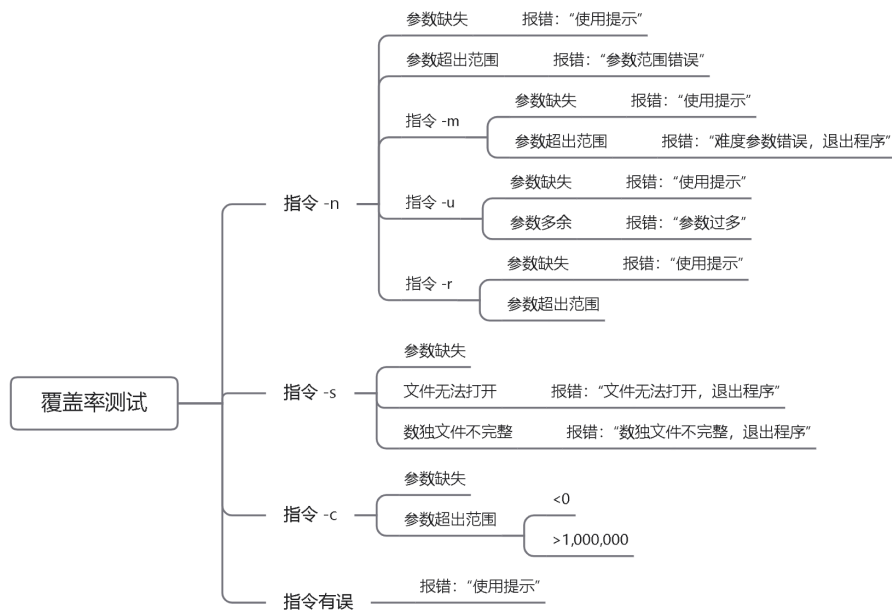 覆盖率测试
指令 -n
参数缺失 报错：“使用提示”
参数超出范围 报错：“参数范围错误”
指令 -m
参数缺失 报错：“使用提示”
参数超出范围 报错：“难度参数错误，退出程序”
指令 -u
参数缺失 报错：“使用提示”
参数多余 报错：“参数过多”
指令 -r
参数缺失 报错：“使用提示”
参数超出范围
指令 -s
参数缺失
文件无法打开 报错：“文件无法打开，退出程序”
数独文件不完整 报错：“数独文件不完整，退出程序”
指令 -c
参数缺失
参数超出范围
<0
>1,000,000
指令有误 报错：“使用提示”